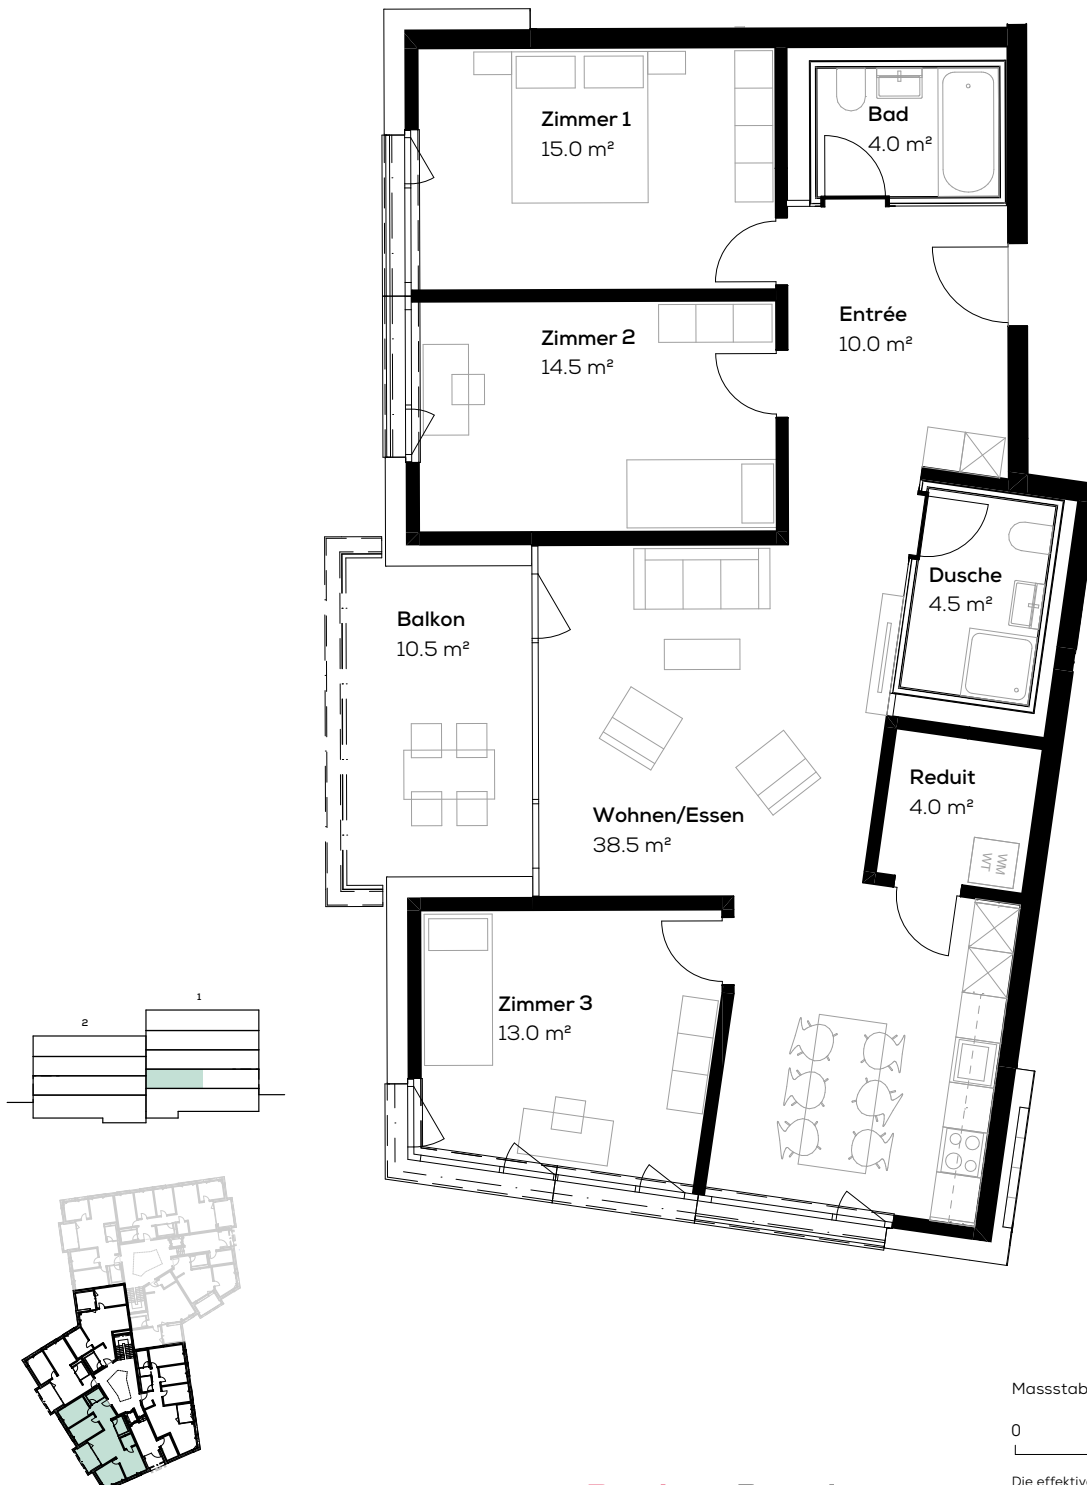 Zimmer 1
15.0 m²
Bad
4.0 m²
Zimmer 2
14.5 m²
Entrée
10.0 m²
Dusche
4.5 m²
Balkon
10.5 m²
Reduit
4.0 m²
Wohnen/Essen
38.5 m²
WM
WT
Zimmer 3
13.0 m²
1
2
Massstab
0
Die effektive